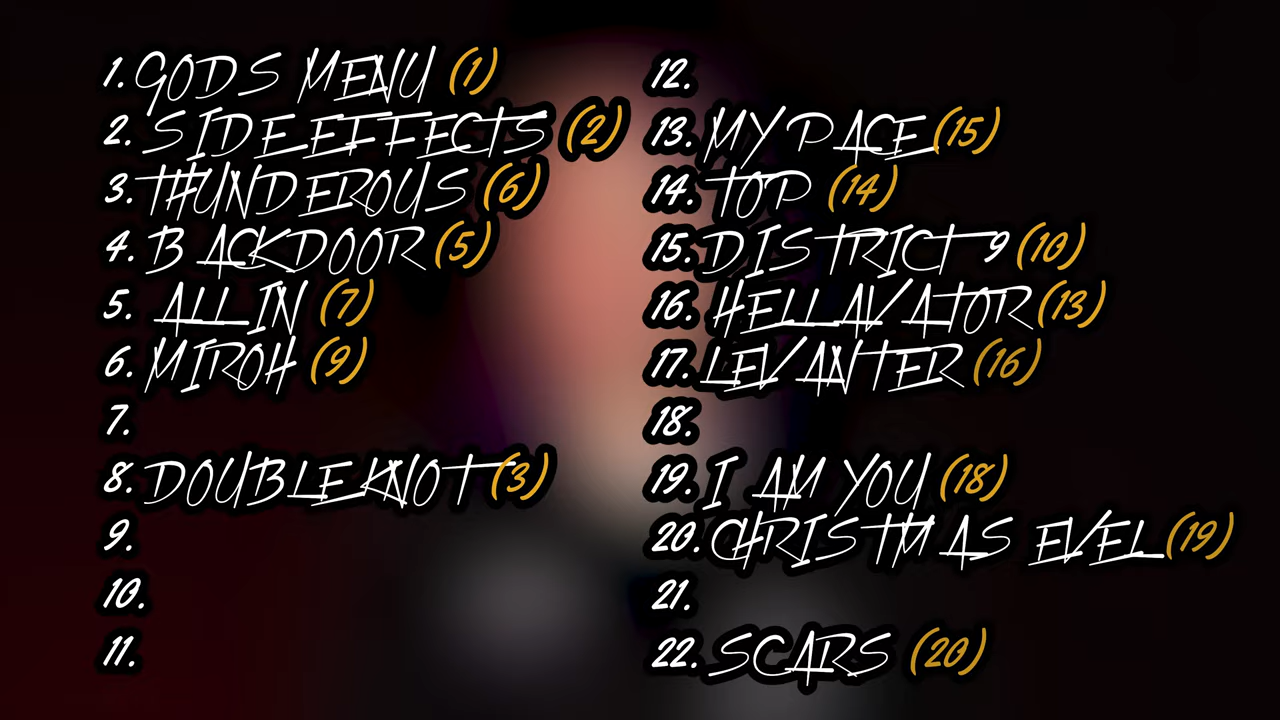 1. GODS MENU (1)
2. SIDE EFFECTS (2)
3. THUNDEROUS (6)
4. BACKDOOR (5)
5. ALL IN (7)
6. MIROH (9)
7.
8. DOUBLE KNOT (3)
9.
10.
11.
12.
13. MY PACE (15)
14. TOP (14)
15. DISTRICT 9 (10)
16. HELLAVATOR (13)
17. LEVANTER (16)
18.
19. I AM YOU (18)
20. CHRISTMAS EVEL (19)
21.
22. SCARS (20)